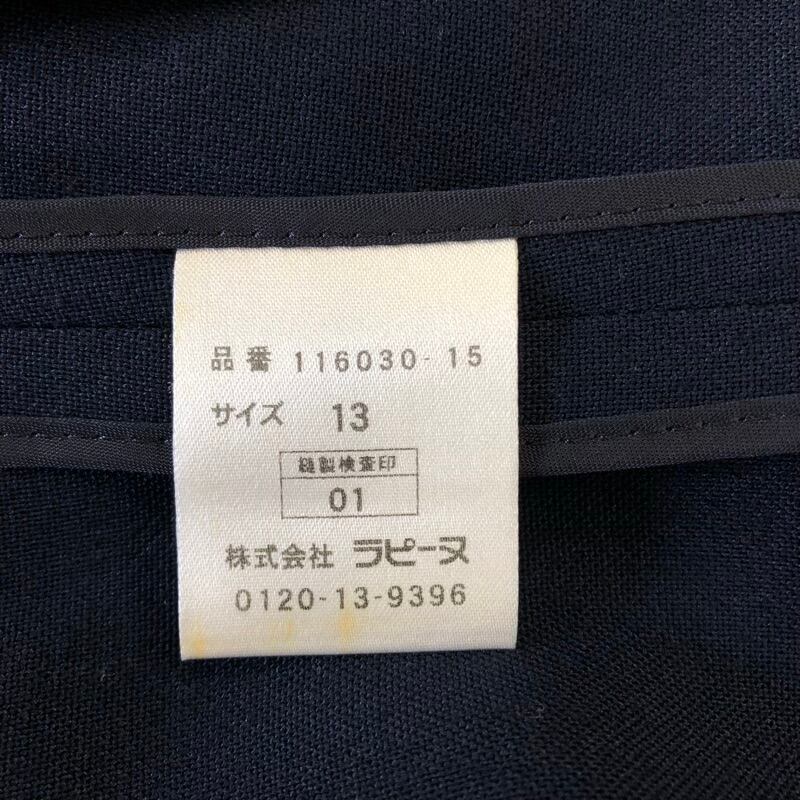 品番 116030-15
サイズ 13
縫製検査印
01
株式会社 ラピーヌ
0120-13-9396